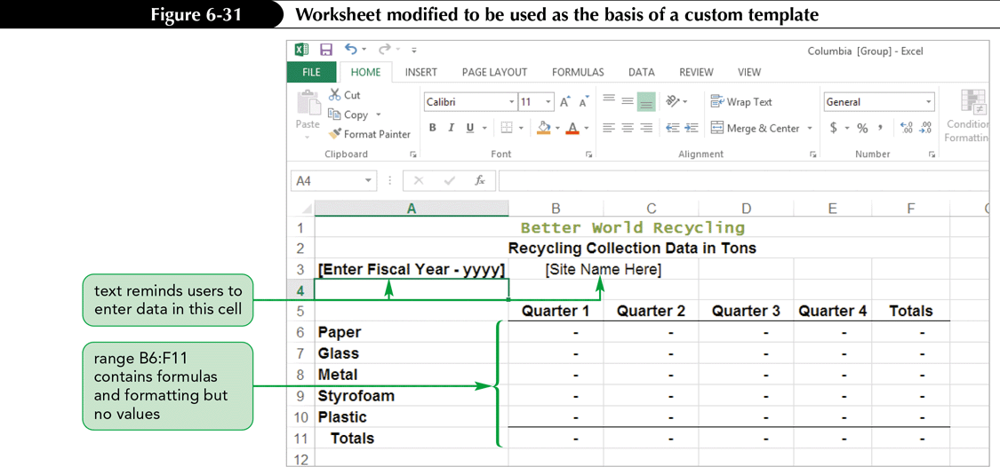 Figure 6-31 Worksheet modified to be used as the basis of a custom template
Columbia [Group] - Excel
FILE HOME INSERT PAGE LAYOUT FORMULAS DATA REVIEW VIEW
Paste
Cut
Copy
Format Painter
Clipboard
Calibri 11
B I U
Font
Wrap Text
Merge & Center
Alignment
General
$ % ,
Number
Condition
Formattin
A4 fx
A B C D E F
1 Better World Recycling
2 Recycling Collection Data in Tons
3 [Enter Fiscal Year - yyyy] [Site Name Here]
4
5 Quarter 1 Quarter 2 Quarter 3 Quarter 4 Totals
6 Paper - - - - -
7 Glass - - - - -
8 Metal - - - - -
9 Styrofoam - - - - -
10 Plastic - - - - -
11 Totals - - - - -
12
text reminds users to
enter data in this cell
range B6:F11
contains formulas
and formatting but
no values